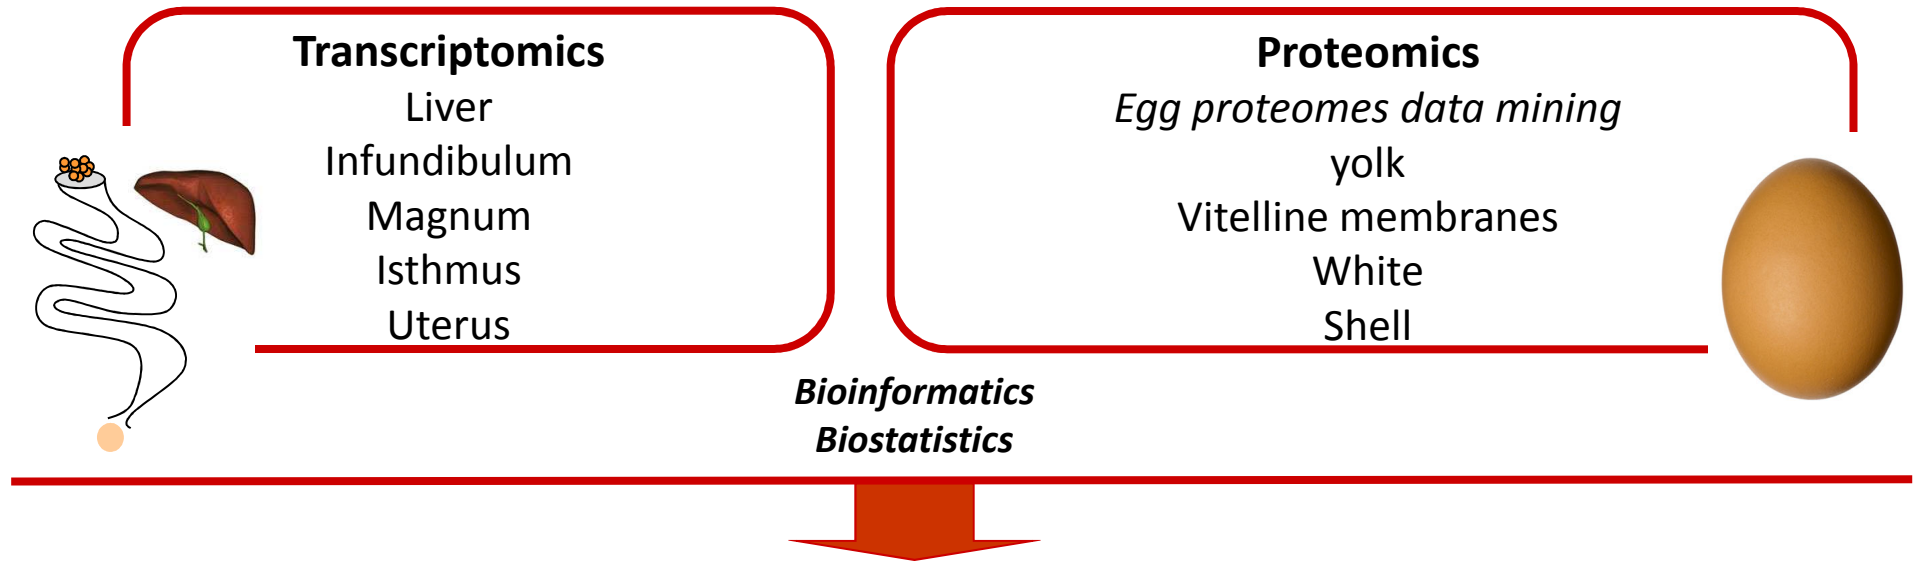 Transcriptomics
Liver
Infundibulum
Magnum
Isthmus
Uterus
Proteomics
Egg proteomes data mining
yolk
Vitelline membranes
White
Shell
Bioinformatics
Biostatistics